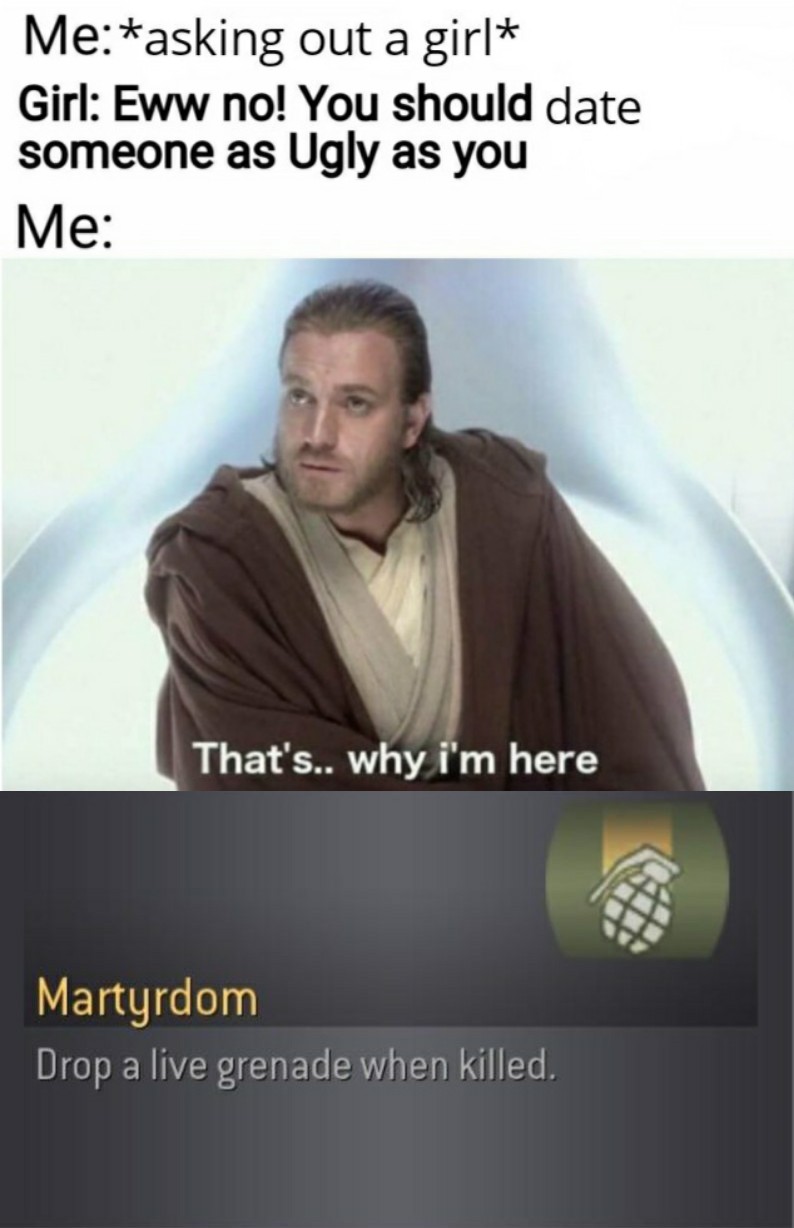 Me:*asking out a girl*
Girl: Eww no! You should date
someone as Ugly as you
Me:
That's.. why i'm here
Martyrdom
Drop a live grenade when killed.